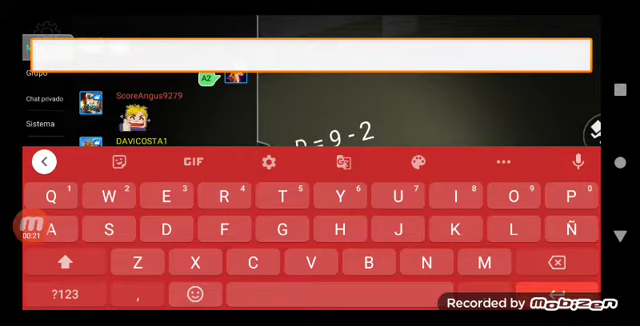 Grupo
A2
Chat privado
ScoreAngus9279
Sistema
DAVICOSTA1
= 9 - 2
GIF
Q 1 W 2 E 3 R 4 T 5 Y 6 U 7 I 8 O 9 P 0
A S D F G H J K L Ñ
00:21
Z X C V B N M
?123 ,
Recorded by Mobizen